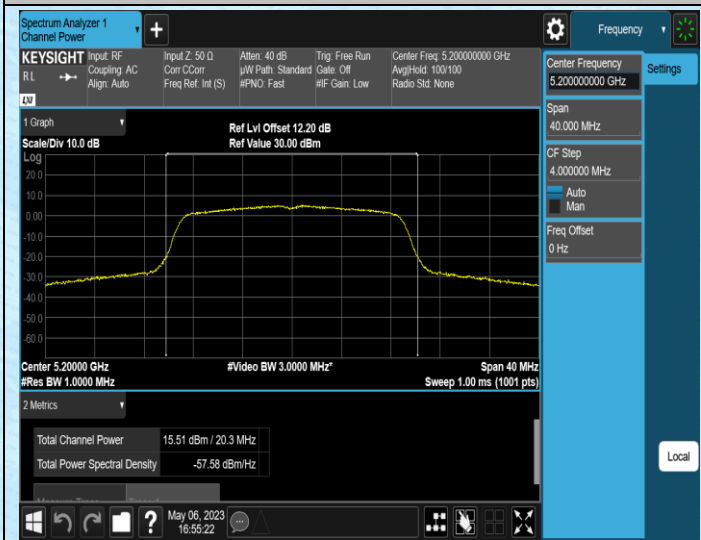 Spectrum Analyzer 1
Channel Power
Frequency
KEYSIGHT
R L
LXI
Input: RF
Coupling: AC
Align: Auto
Input Z: 50 Ω
Corr CCorr
Freq Ref: Int (S)
Atten: 40 dB
µW Path: Standard
#PNO: Fast
Trig: Free Run
Gate: Off
#IF Gain: Low
Center Freq: 5.200000000 GHz
Avg|Hold: 100/100
Radio Std: None
Center Frequency
5.200000000 GHz
Settings
Span
40.000 MHz
CF Step
4.000000 MHz
Auto
Man
Freq Offset
0 Hz
1 Graph
Scale/Div 10.0 dB
Ref Lvl Offset 12.20 dB
Ref Value 30.00 dBm
Log
20.0
10.0
0.00
-10.0
-20.0
-30.0
-40.0
-50.0
-60.0
Center 5.20000 GHz
#Res BW 1.0000 MHz
#Video BW 3.0000 MHz*
Span 40 MHz
Sweep 1.00 ms (1001 pts)
2 Metrics
Total Channel Power 15.51 dBm / 20.3 MHz
Total Power Spectral Density -57.58 dBm/Hz
Local
?
May 06, 2023
16:55:22